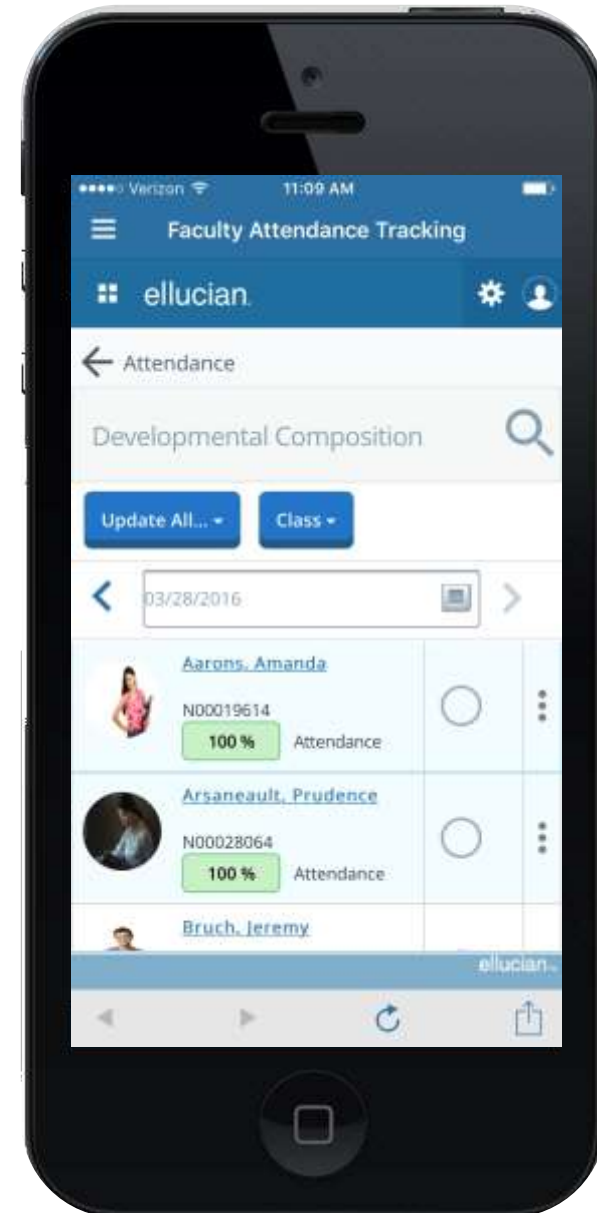 Verizon 11:09 AM
Faculty Attendance Tracking
ellucian.
Attendance
Developmental Composition
Update All... Class
03/28/2016
Aarons, Amanda
N00019614
100 % Attendance
Arsaneault, Prudence
N00028064
100 % Attendance
Bruch, Jeremy
ellucian